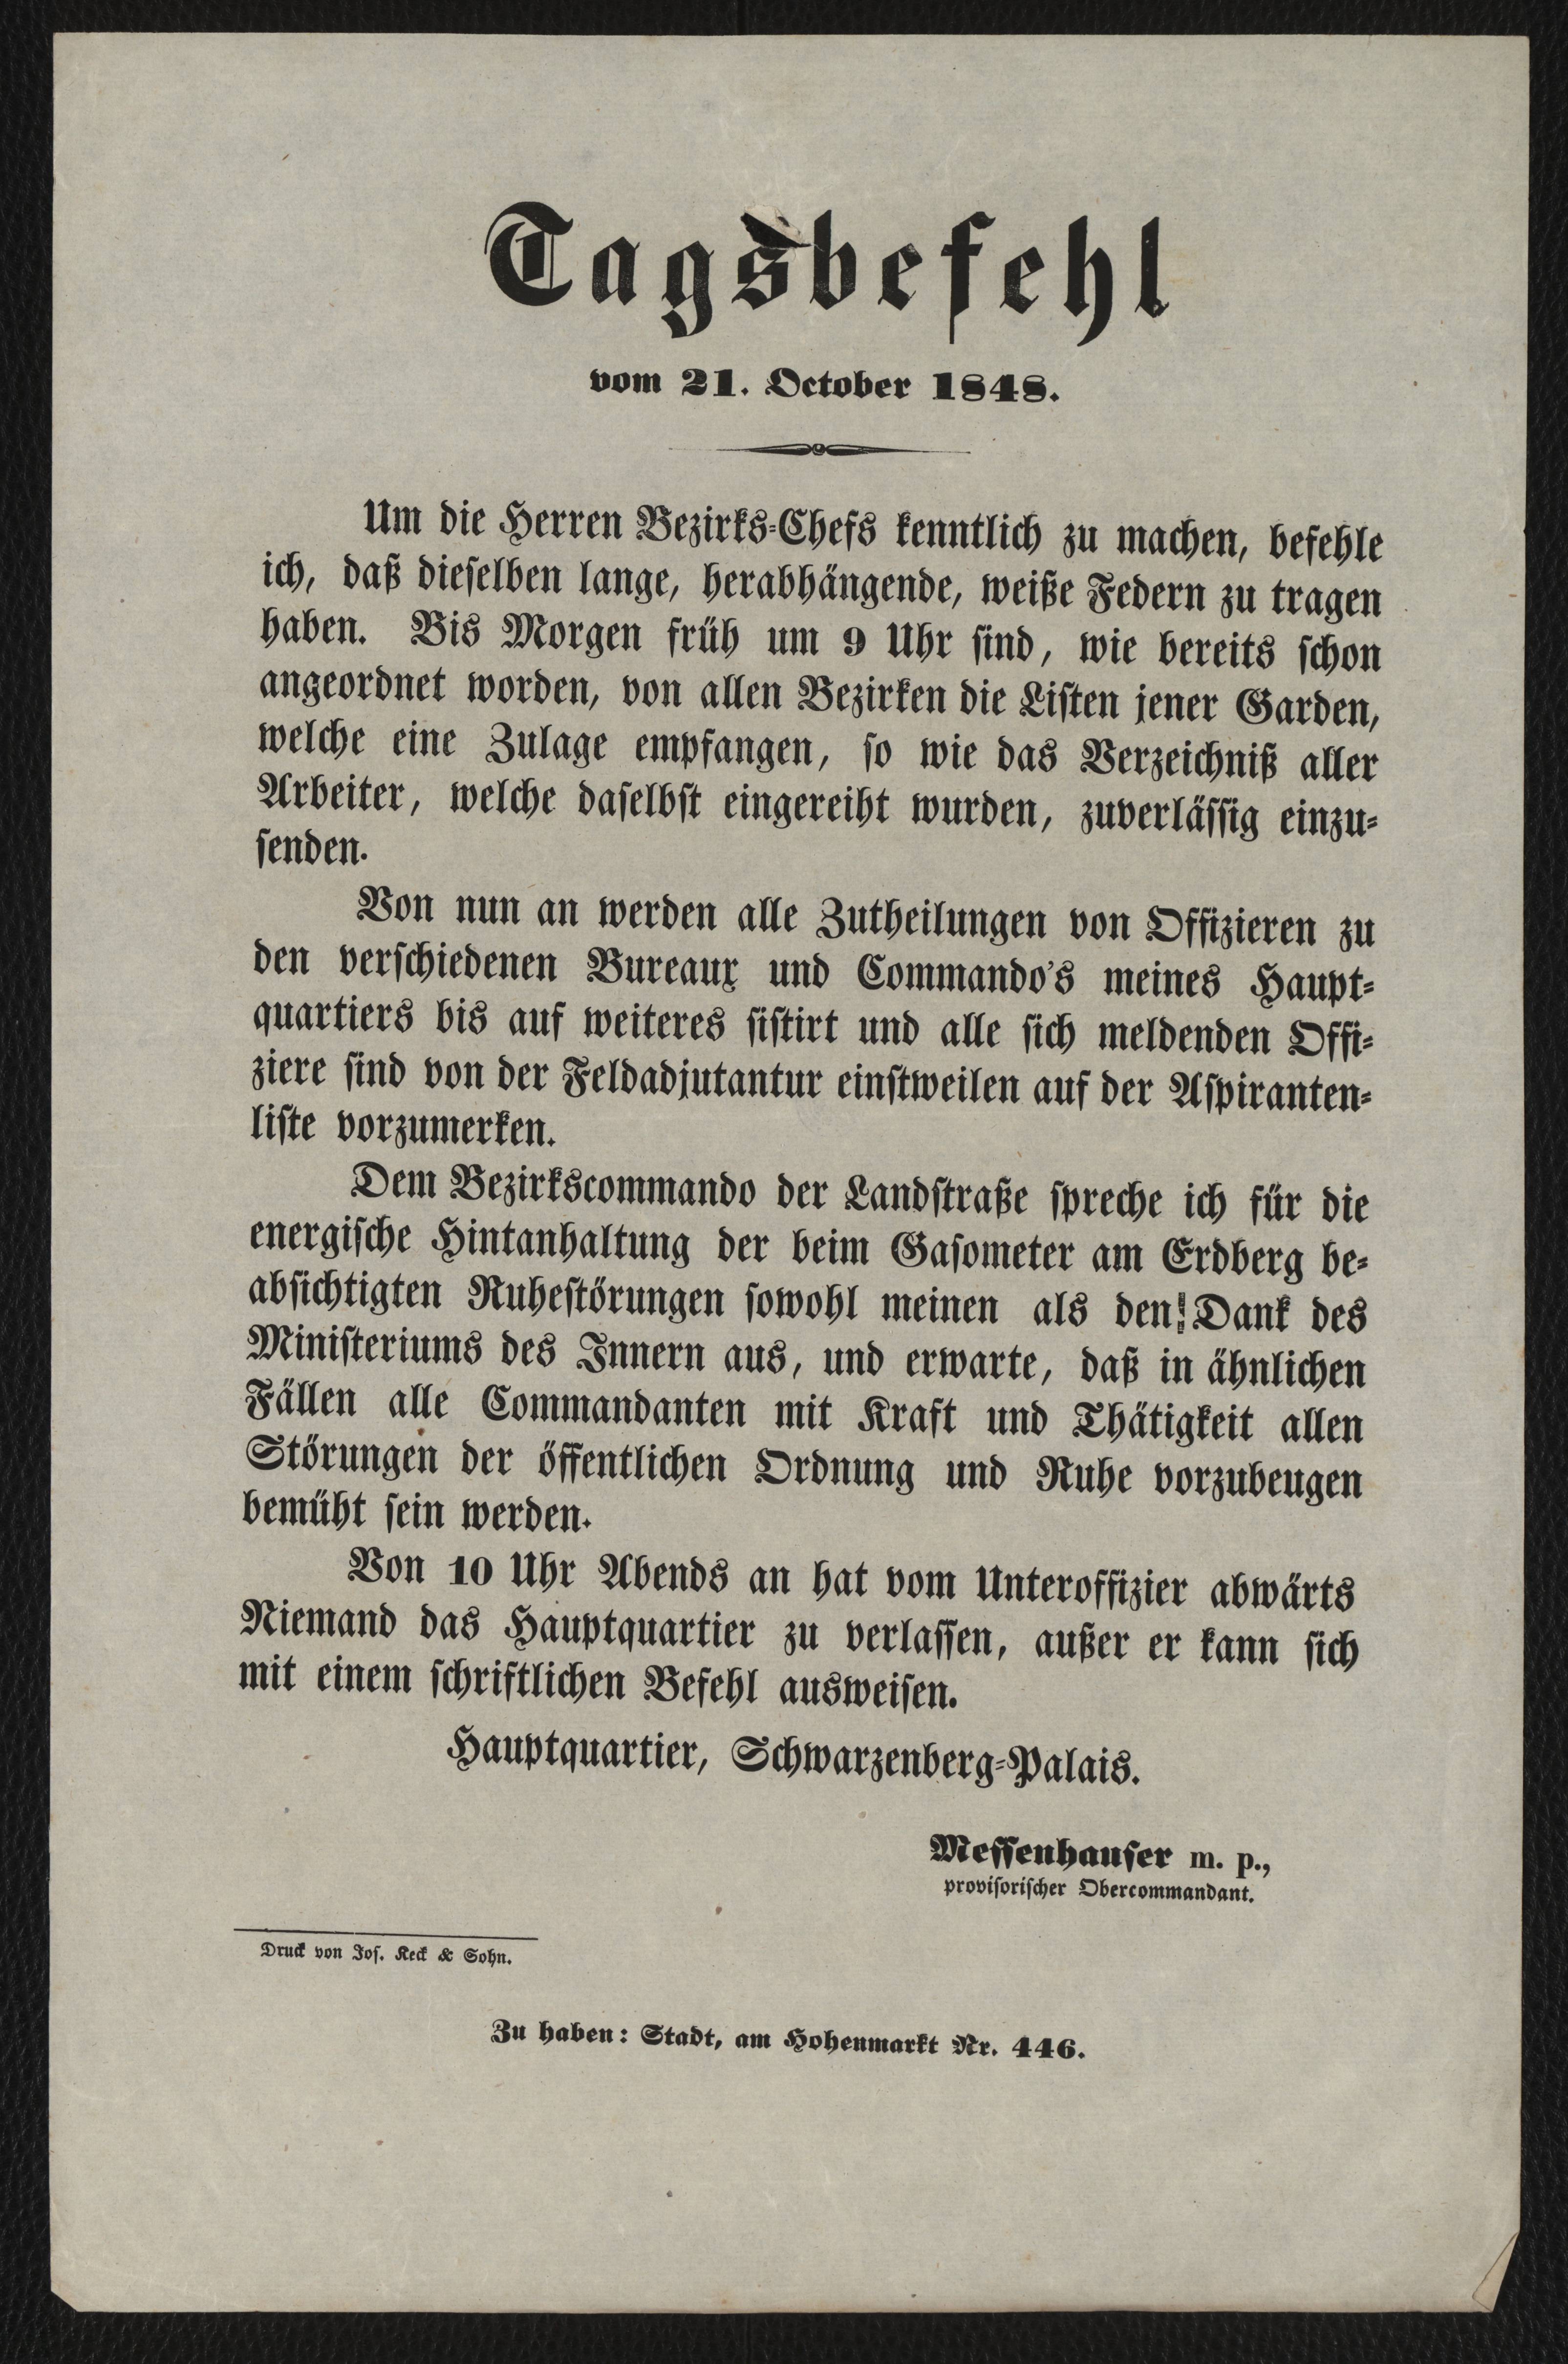 Tagsbefehl
vom 21. October 1848.
Um die Herren Bezirks-Chefs kenntlich zu machen, befehle
ich, daß dieselben lange, herabhängende, weiße Federn zu tragen
haben. Bis Morgen früh um 9 Uhr sind, wie bereits schon
angeordnet worden, von allen Bezirken die Listen jener Garden,
welche eine Zulage empfangen, so wie das Verzeichniß aller
Arbeiter, welche daselbst eingereiht wurden, zuverlässig einzu-
senden.
Von nun an werden alle Zutheilungen von Offizieren zu
den verschiedenen Bureaux und Commando's meines Haupt-
quartiers bis auf weiteres sistirt und alle sich meldenden Offi-
ziere sind von der Feldadjutantur einstweilen auf der Aspiranten-
liste vorzumerken.
Dem Bezirkscommando der Landstraße spreche ich für die
energische Hintanhaltung der beim Gasometer am Erdberg be-
absichtigten Ruhestörungen sowohl meinen als den Dank des
Ministeriums des Innern aus, und erwarte, daß in ähnlichen
Fällen alle Commandanten mit Kraft und Thätigkeit allen
Störungen der öffentlichen Ordnung und Ruhe vorzubeugen
bemüht sein werden.
Von 10 Uhr Abends an hat vom Unteroffizier abwärts
Niemand das Hauptquartier zu verlassen, außer er kann sich
mit einem schriftlichen Befehl ausweisen.
Hauptquartier, Schwarzenberg-Palais.
Messenhauser m. p.,
provisorischer Obercommandant.
Druck von Jos. Keck & Sohn.
Zu haben: Stadt, am Hohenmarkt Nr. 446.